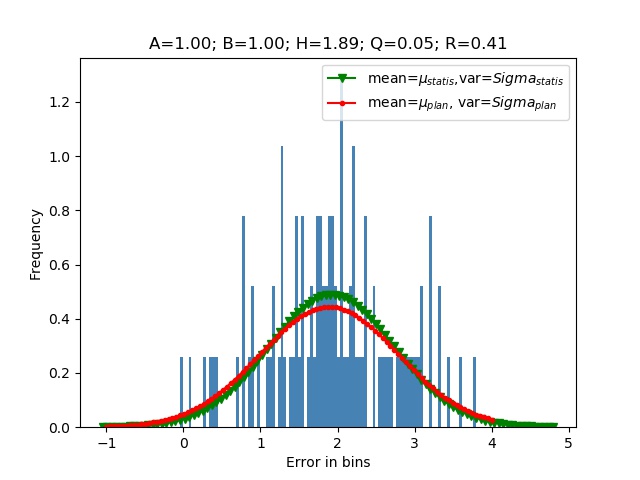 A=1.00; B=1.00; H=1.89; Q=0.05; R=0.41
mean=μstatis,var=Sigmastatis
mean=μplan, var=Sigmaplan
1.2
1.0
0.8
0.6
0.4
0.2
0.0
Frequency
−1 0 1 2 3 4 5
Error in bins